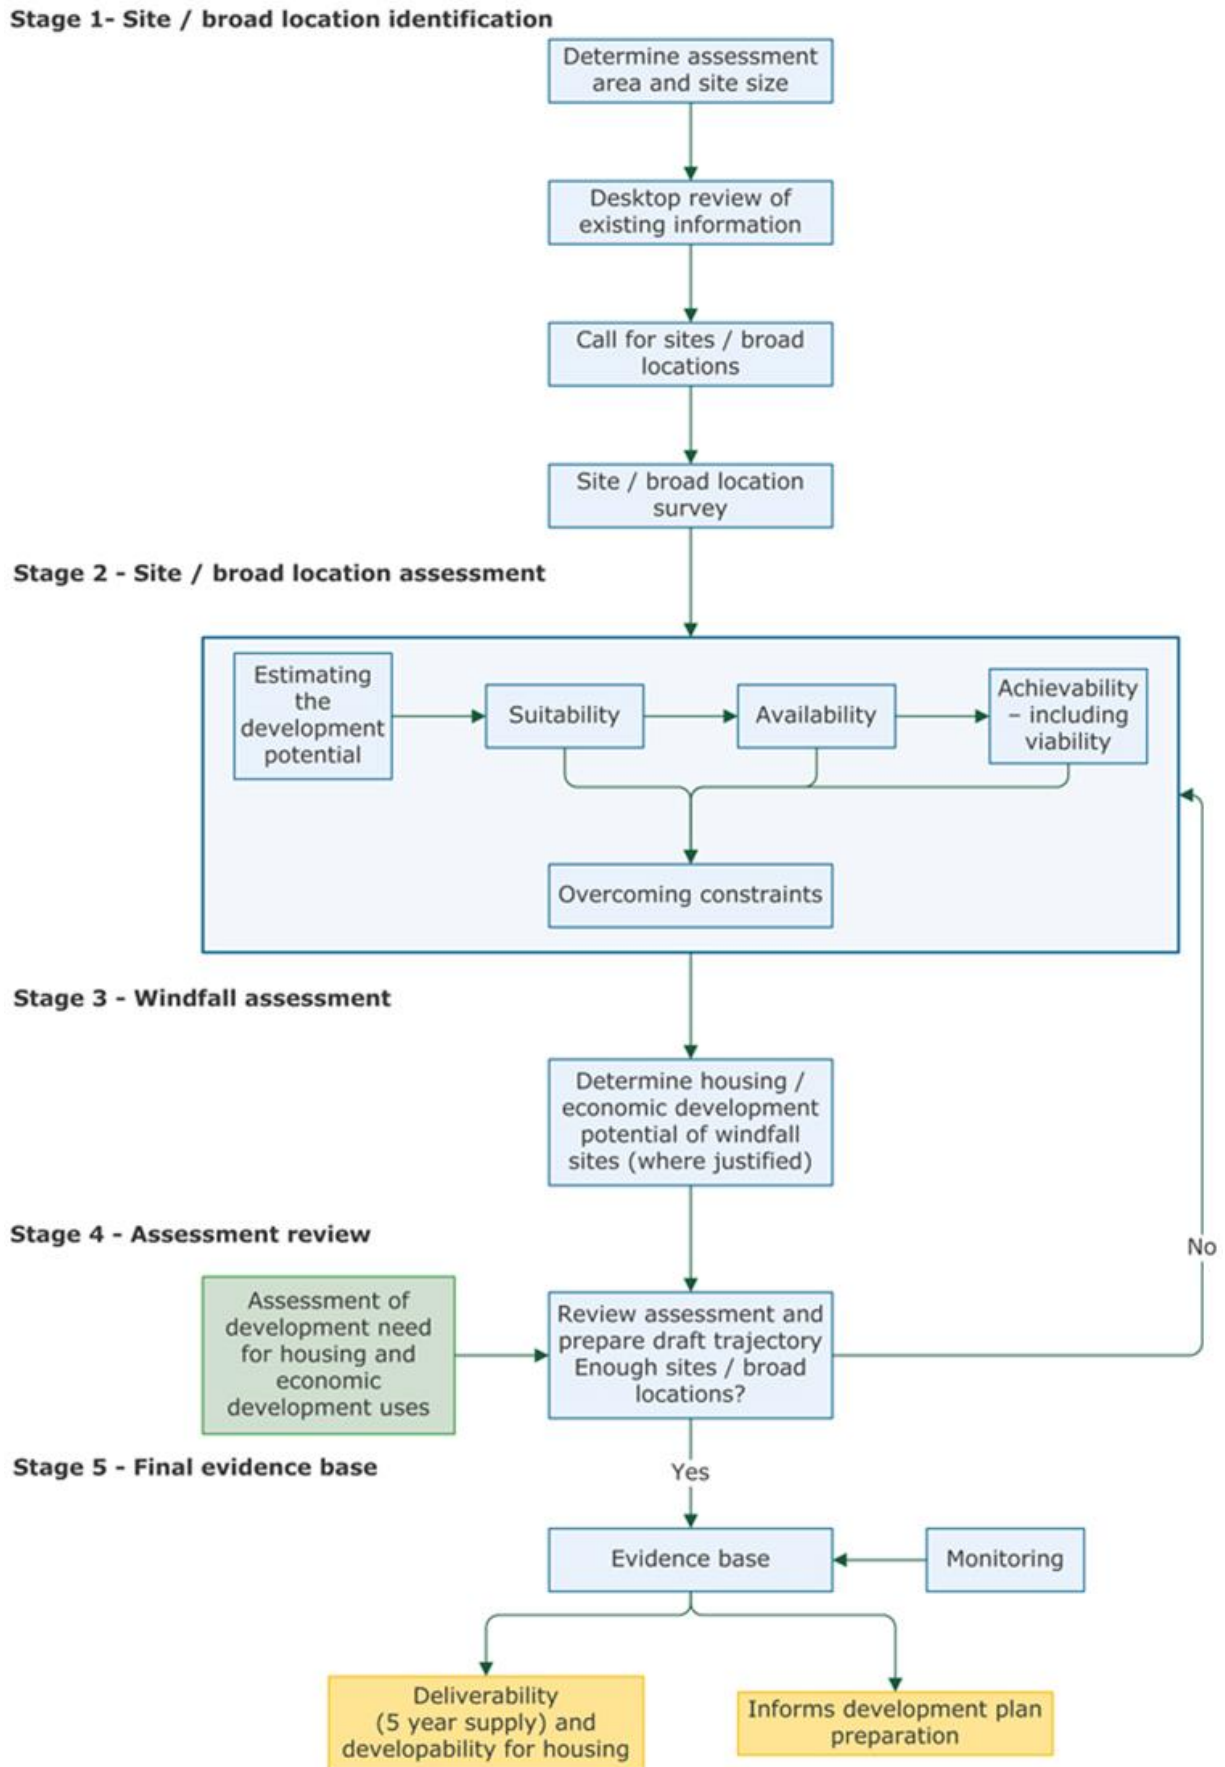 Stage 1- Site / broad location identification
Determine assessment
area and site size
Desktop review of
existing information
Call for sites / broad
locations
Site / broad location
survey
Stage 2 - Site / broad location assessment
Estimating
the
development
potential
Suitability
Availability
Achievability
– including
viability
Overcoming constraints
Stage 3 - Windfall assessment
Determine housing /
economic development
potential of windfall
sites (where justified)
Stage 4 - Assessment review
No
Assessment of
development need
for housing and
economic
development uses
Review assessment and
prepare draft trajectory
Enough sites / broad
locations?
Stage 5 - Final evidence base
Yes
Evidence base
Monitoring
Deliverability
(5 year supply) and
developability for housing
Informs development plan
preparation